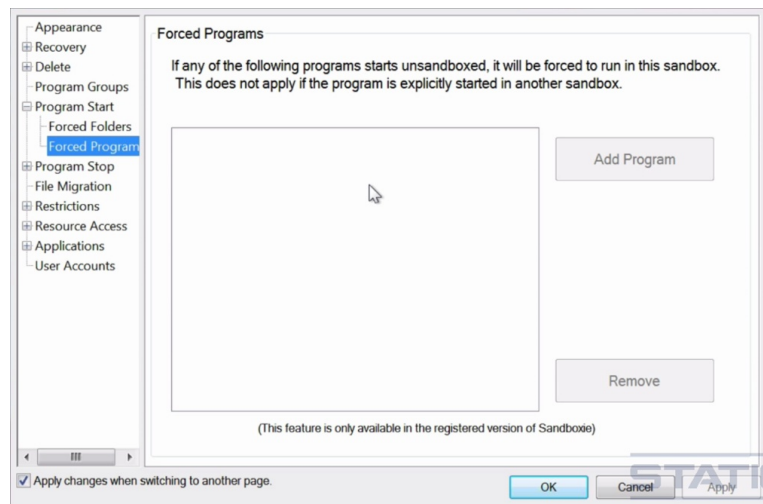 Appearance
Recovery
Delete
Program Groups
Program Start
Forced Folders
Forced Program
Program Stop
File Migration
Restrictions
Resource Access
Applications
User Accounts
Forced Programs
If any of the following programs starts unsandboxed, it will be forced to run in this sandbox.
This does not apply if the program is explicitly started in another sandbox.
Add Program
Remove
(This feature is only available in the registered version of Sandboxie)
Apply changes when switching to another page.
OK
Cancel
Apply